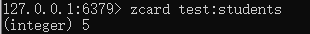 127.0.0.1:6379> zcard test:students
(integer) 5